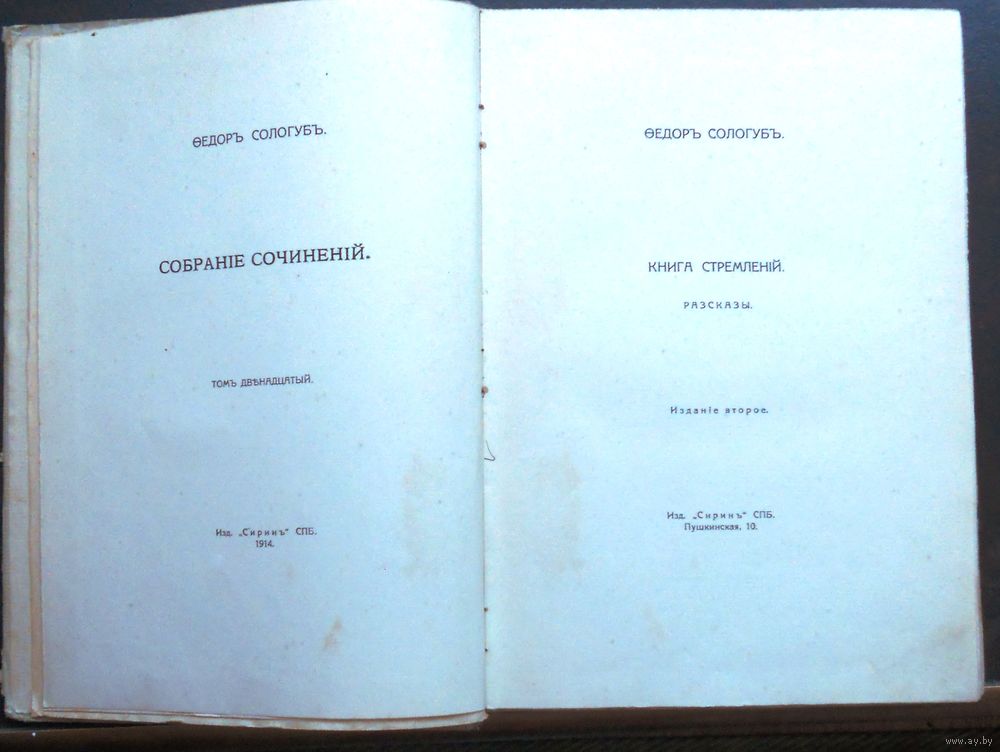 ѲЕДОРЪ СОЛОГУБЪ.
СОБРАНІЕ СОЧИНЕНІЙ.
ТОМЪ ДВѢНАДЦАТЫЙ.
Изд. „Сиринъ“ СПБ.
1914.
ѲЕДОРЪ СОЛОГУБЪ.
КНИГА СТРЕМЛЕНІЙ.
РАЗСКАЗЫ.
Изданіе второе.
Изд. „Сиринъ“ СПБ.
Пушкинская, 10.
www.ay.by